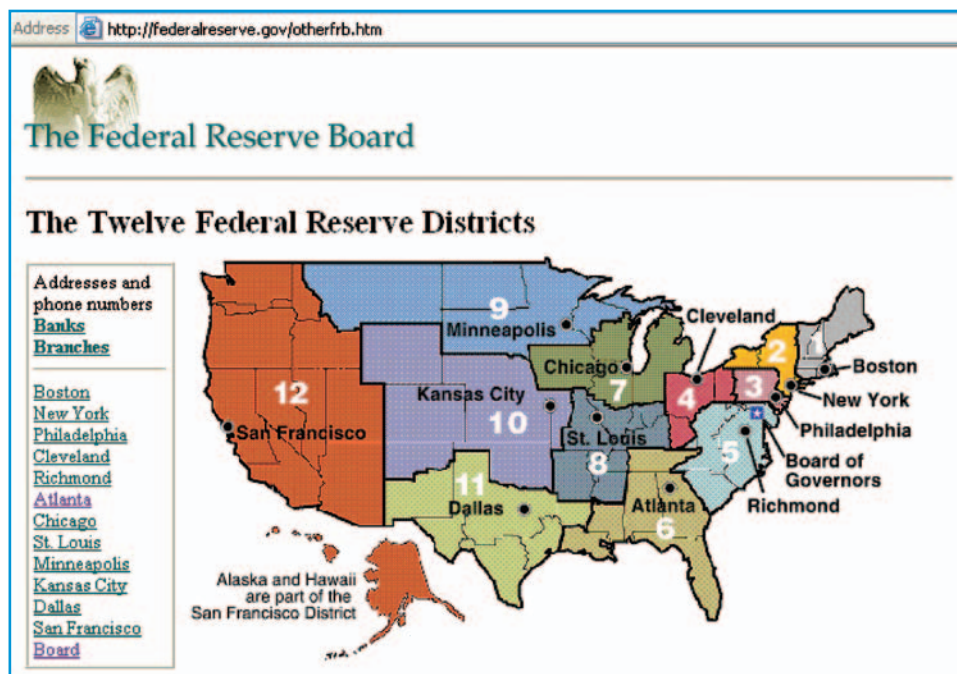 Address http://federalreserve.gov/otherfrb.htm
The Federal Reserve Board
The Twelve Federal Reserve Districts
Addresses and
phone numbers
Banks
Branches
Boston
New York
Philadelphia
Cleveland
Richmond
Atlanta
Chicago
St. Louis
Minneapolis
Kansas City
Dallas
San Francisco
Board
9
Minneapolis
Cleveland
2
1
Chicago
7
Boston
12
Kansas City
4
3
New York
10
San Francisco
St. Louis
Philadelphia
8
5
Board of
Governors
11
Dallas
Atlanta
Richmond
6
Alaska and Hawaii
are part of the
San Francisco District